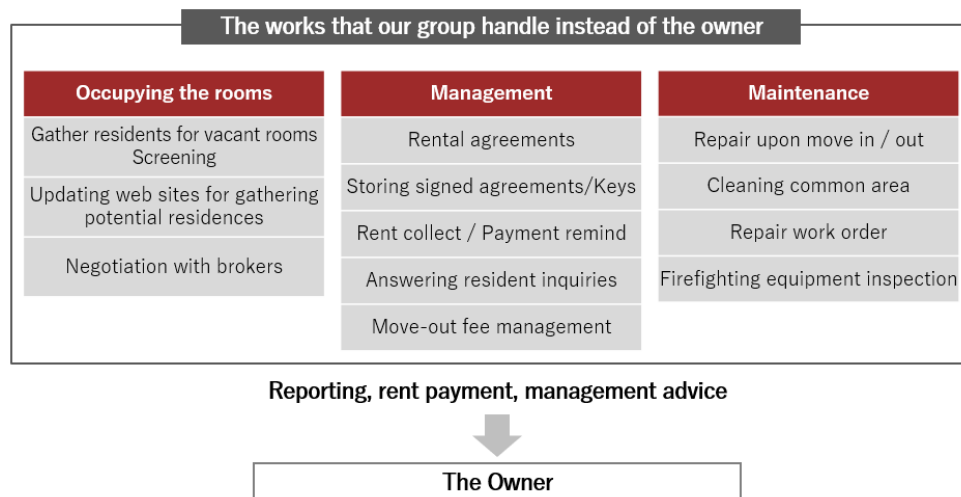 The works that our group handle instead of the owner
Occupying the rooms
Gather residents for vacant rooms
Screening
Updating web sites for gathering
potential residences
Negotiation with brokers
Management
Rental agreements
Storing signed agreements/Keys
Rent collect / Payment remind
Answering resident inquiries
Move-out fee management
Maintenance
Repair upon move in / out
Cleaning common area
Repair work order
Firefighting equipment inspection
Reporting, rent payment, management advice
The Owner